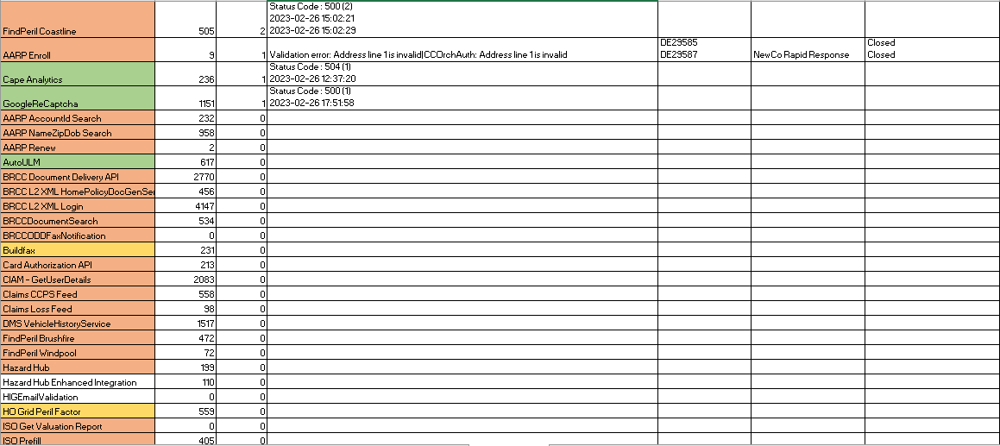 Status Code : 500 (2)
2023-02-26 15:02:21
FindPeril Coastline 505 2 2023-02-26 15:02:29
DE29585 Closed
AARP Enroll 9 1 Validation error: Address line 1 is invalid|CCOrchAuth: Address line 1 is invalid DE29587 NewCo Rapid Response Closed
Status Code : 504 (1)
Cape Analytics 236 1 2023-02-26 12:37:20
Status Code : 500 (1)
GoogleReCaptcha 1151 1 2023-02-26 17:51:58
AARP AccountId Search 232 0
AARP NameZipDob Search 958 0
AARP Renew 2 0
AutoULM 617 0
BRCC Document Delivery API 2770 0
BRCC L2 XML HomePolicyDocGenSer 456 0
BRCC L2 XML Login 4147 0
BRCCDocumentSearch 534 0
BRCCODDFaxNotification 0 0
Buildfax 231 0
Card Authorization API 213 0
CIAM - GetUserDetails 2083 0
Claims CCPS Feed 558 0
Claims Loss Feed 98 0
DMS VehicleHistoryService 1517 0
FindPeril Brushfire 472 0
FindPeril Windpool 72 0
Hazard Hub 199 0
Hazard Hub Enhanced Integration 110 0
HIGEmailValidation 0 0
HO Grid Peril Factor 559 0
ISO Get Valuation Report 0 0
ISO Prefill 405 0